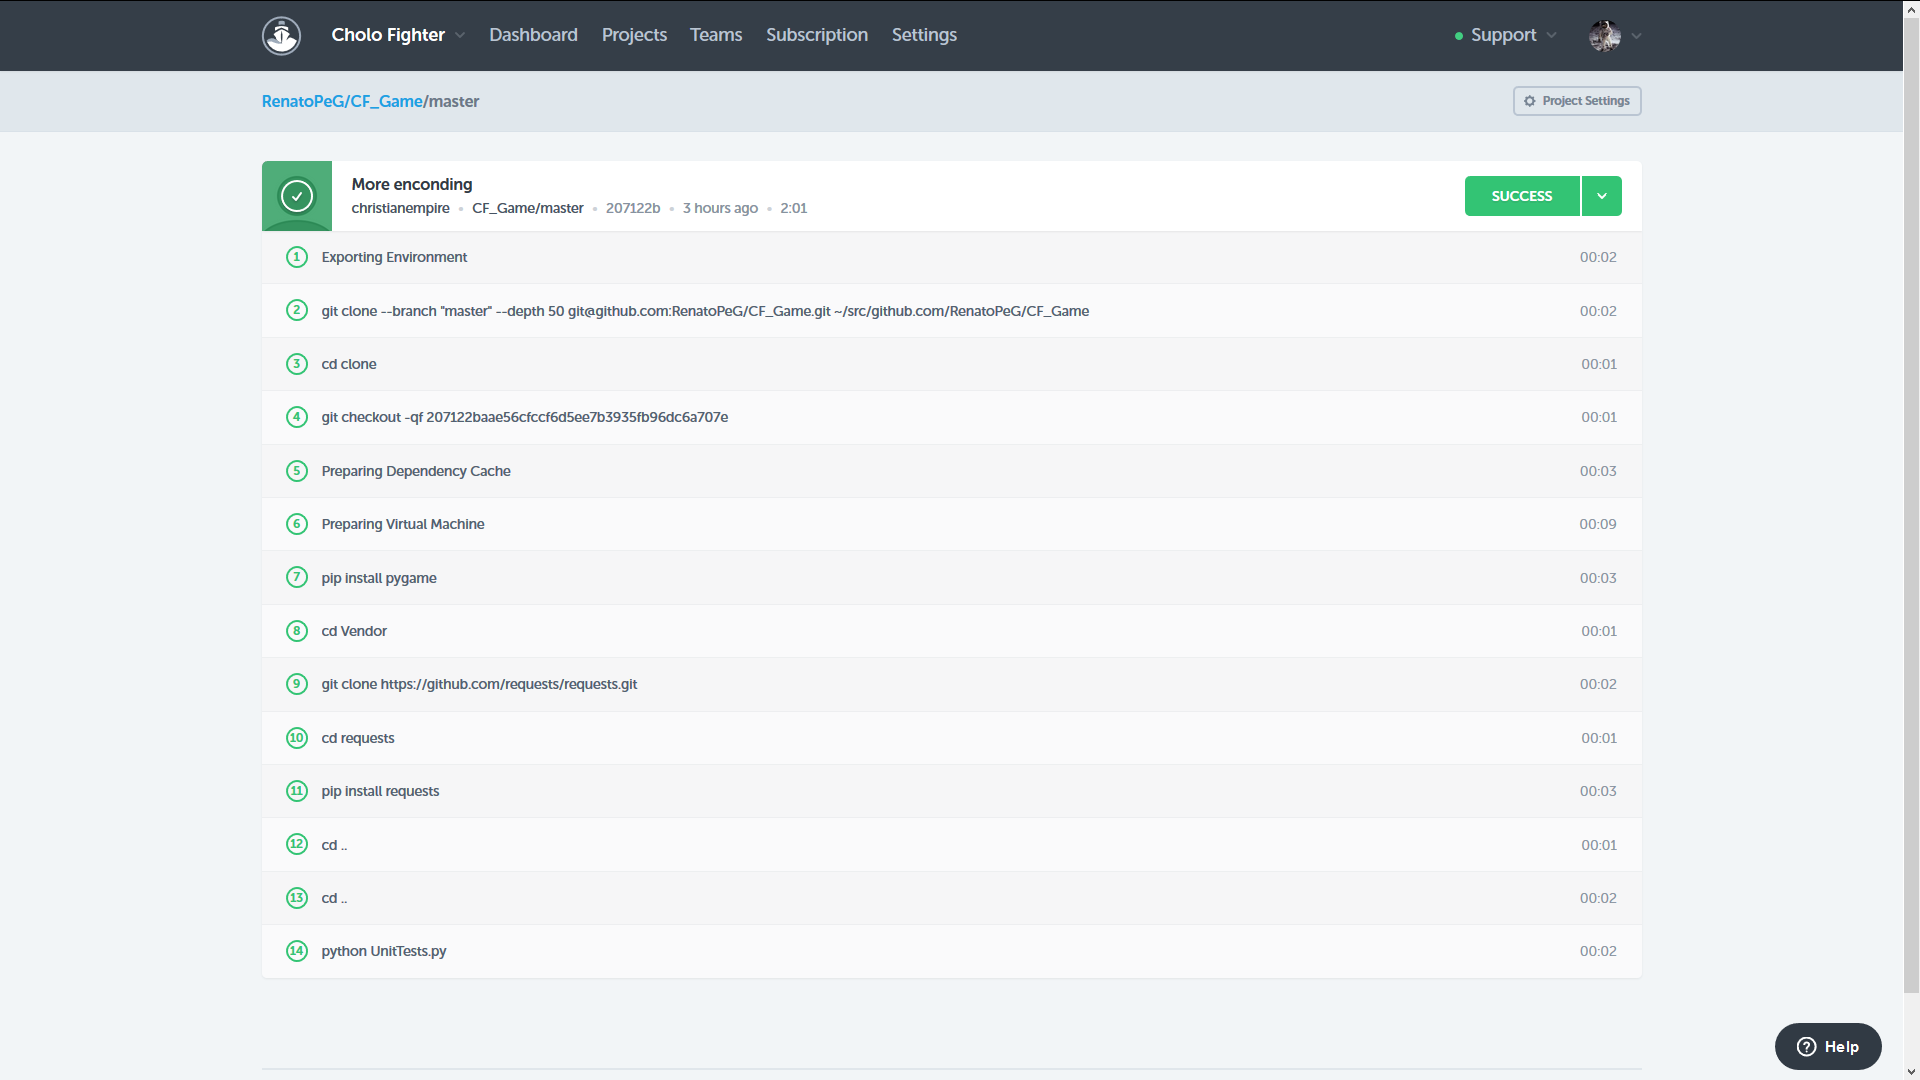 Cholo Fighter Dashboard Projects Teams Subscription Settings Support
RenatoPeG/CF_Game/master Project Settings
More enconding
christianempire CF_Game/master 207122b 3 hours ago 2:01
SUCCESS
1 Exporting Environment 00:02
2 git clone --branch "master" --depth 50 git@github.com:RenatoPeG/CF_Game.git ~/src/github.com/RenatoPeG/CF_Game 00:02
3 cd clone 00:01
4 git checkout -qf 207122baae56cfccf6d5ee7b3935fb96dc6a707e 00:01
5 Preparing Dependency Cache 00:03
6 Preparing Virtual Machine 00:09
7 pip install pygame 00:03
8 cd Vendor 00:01
9 git clone https://github.com/requests/requests.git 00:02
10 cd requests 00:01
11 pip install requests 00:03
12 cd .. 00:01
13 cd .. 00:02
14 python UnitTests.py 00:02
Help